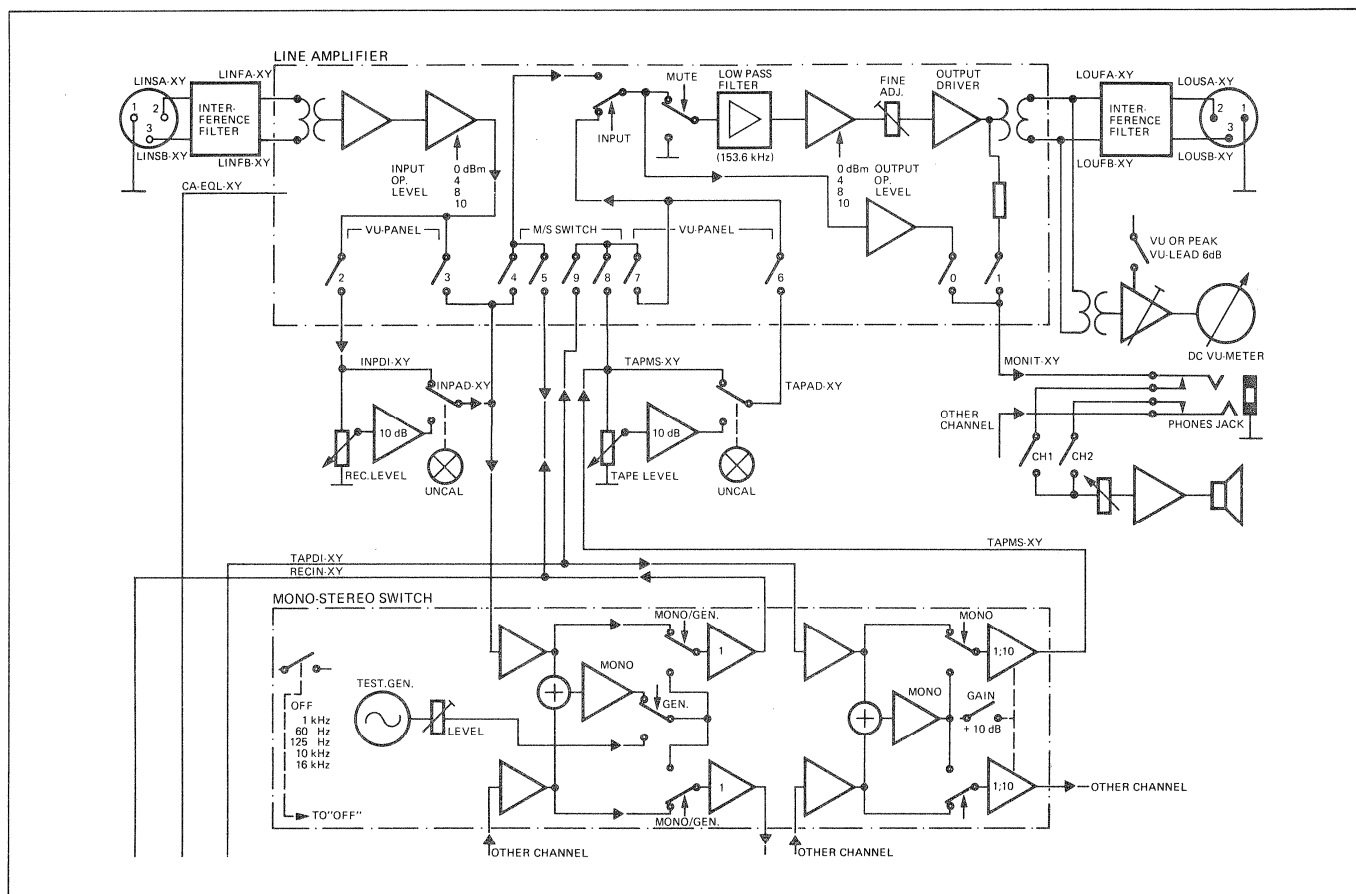 LINE AMPLIFIER
LINSA-XY
LINFA-XY
1
2
3
INTER-
FERENCE
FILTER
LINSB-XY
LINFB-XY
CA-EQL-XY
INPUT
OP.
LEVEL
0 dBm
4
8
10
INPUT
MUTE
LOW PASS
FILTER
(153.6 kHz)
FINE
ADJ.
OUTPUT
DRIVER
0 dBm
4
8
10
OUTPUT
OP.
LEVEL
LOUFA-XY
LOUSA-XY
INTER-
FERENCE
FILTER
2
1
3
LOUFB-XY
LOUSB-XY
VU-PANEL
M/S SWITCH
VU-PANEL
2
3
4
5
9
8
7
6
0
1
VU OR PEAK
VU-LEAD 6dB
DC VU-METER
INPDI-XY
INPAD-XY
10 dB
REC.LEVEL
UNCAL
TAPMS-XY
TAPAD-XY
10 dB
TAPE LEVEL
UNCAL
MONIT-XY
OTHER
CHANNEL
PHONES JACK
CH1
CH2
TAPDI-XY
RECIN-XY
TAPMS-XY
MONO-STEREO SWITCH
OFF
1 kHz
60 Hz
125 Hz
10 kHz
16 kHz
TO"OFF"
TEST.GEN.
LEVEL
MONO
GEN.
MONO/GEN.
1
MONO/GEN.
1
OTHER CHANNEL
MONO
1;10
MONO
GAIN
+ 10 dB
1;10
OTHER CHANNEL
OTHER CHANNEL